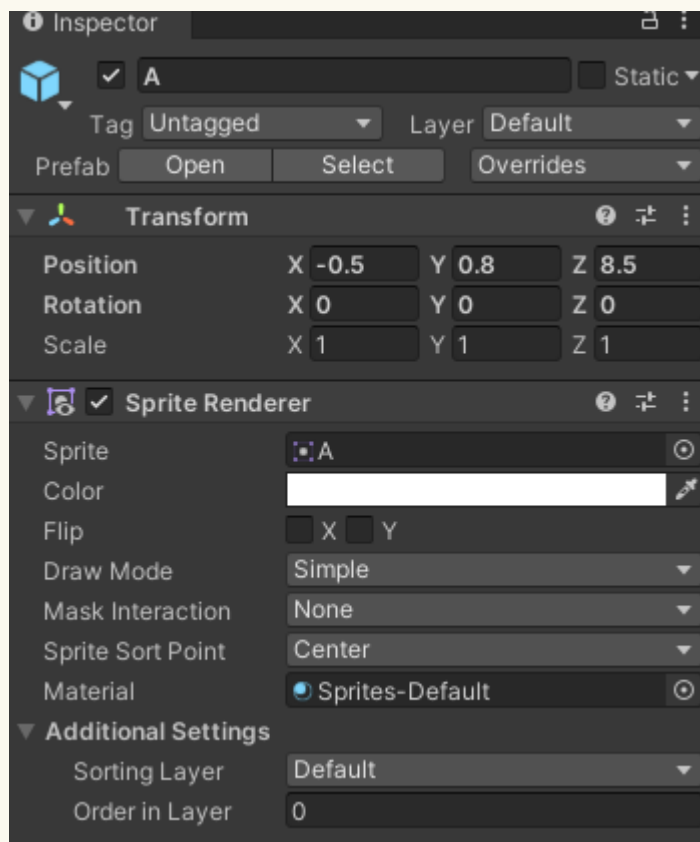 Inspector
A Static
Tag Untagged Layer Default
Prefab Open Select Overrides
Transform
Position X -0.5 Y 0.8 Z 8.5
Rotation X 0 Y 0 Z 0
Scale X 1 Y 1 Z 1
Sprite Renderer
Sprite A
Color
Flip X Y
Draw Mode Simple
Mask Interaction None
Sprite Sort Point Center
Material Sprites-Default
Additional Settings
Sorting Layer Default
Order in Layer 0